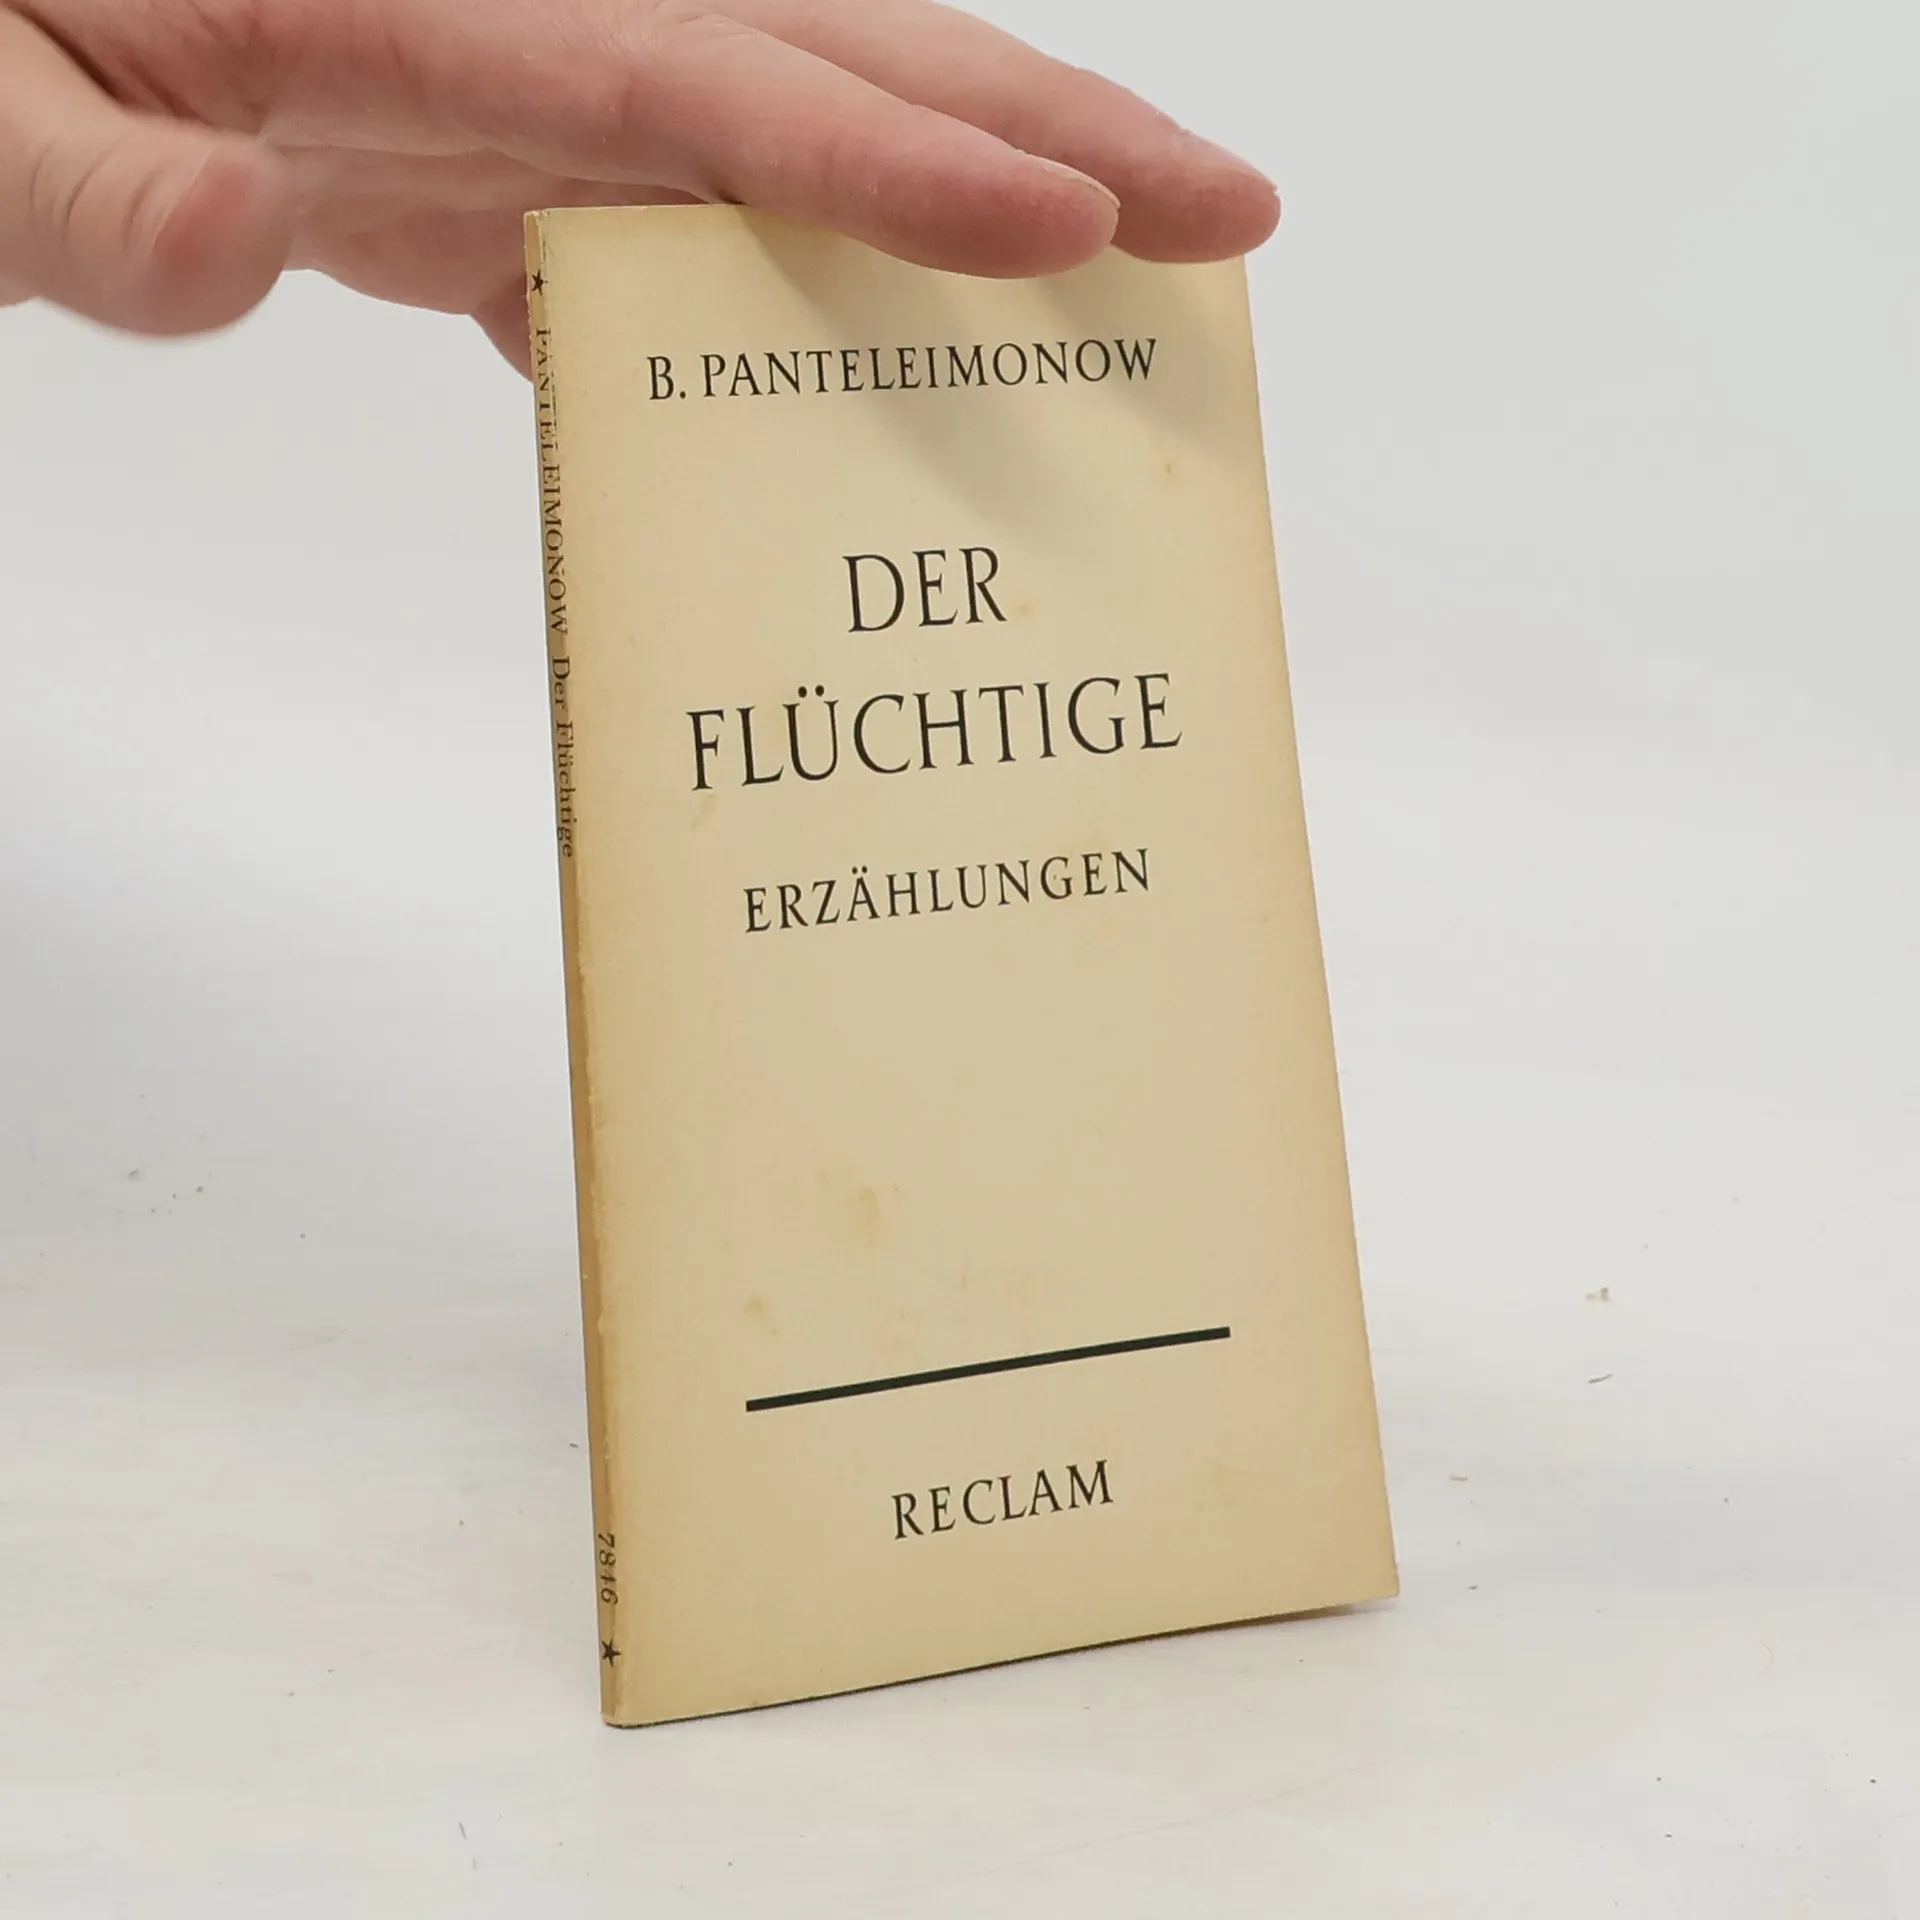 B. PANTELEIMONOW
DER
FLÜCHTIGE
ERZÄHLUNGEN
RECLAM
★ PANTELEIMONOW Der Flüchtige 7846 ★